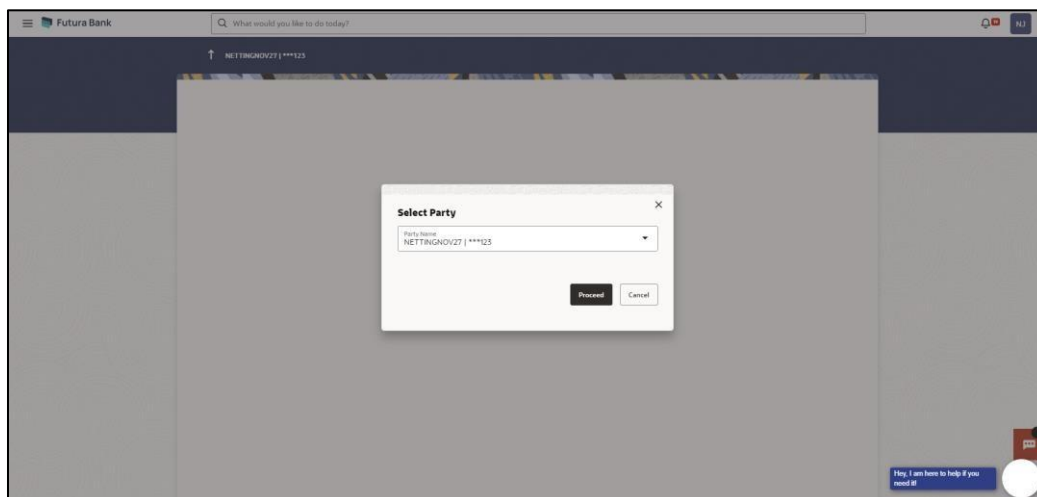 Futura Bank
What would you like to do today?
NJ
NETTINGNOV27 | ***123
Select Party
Party Name
NETTINGNOV27 | ***123
Proceed
Cancel
Hey, I am here to help if you
need it!